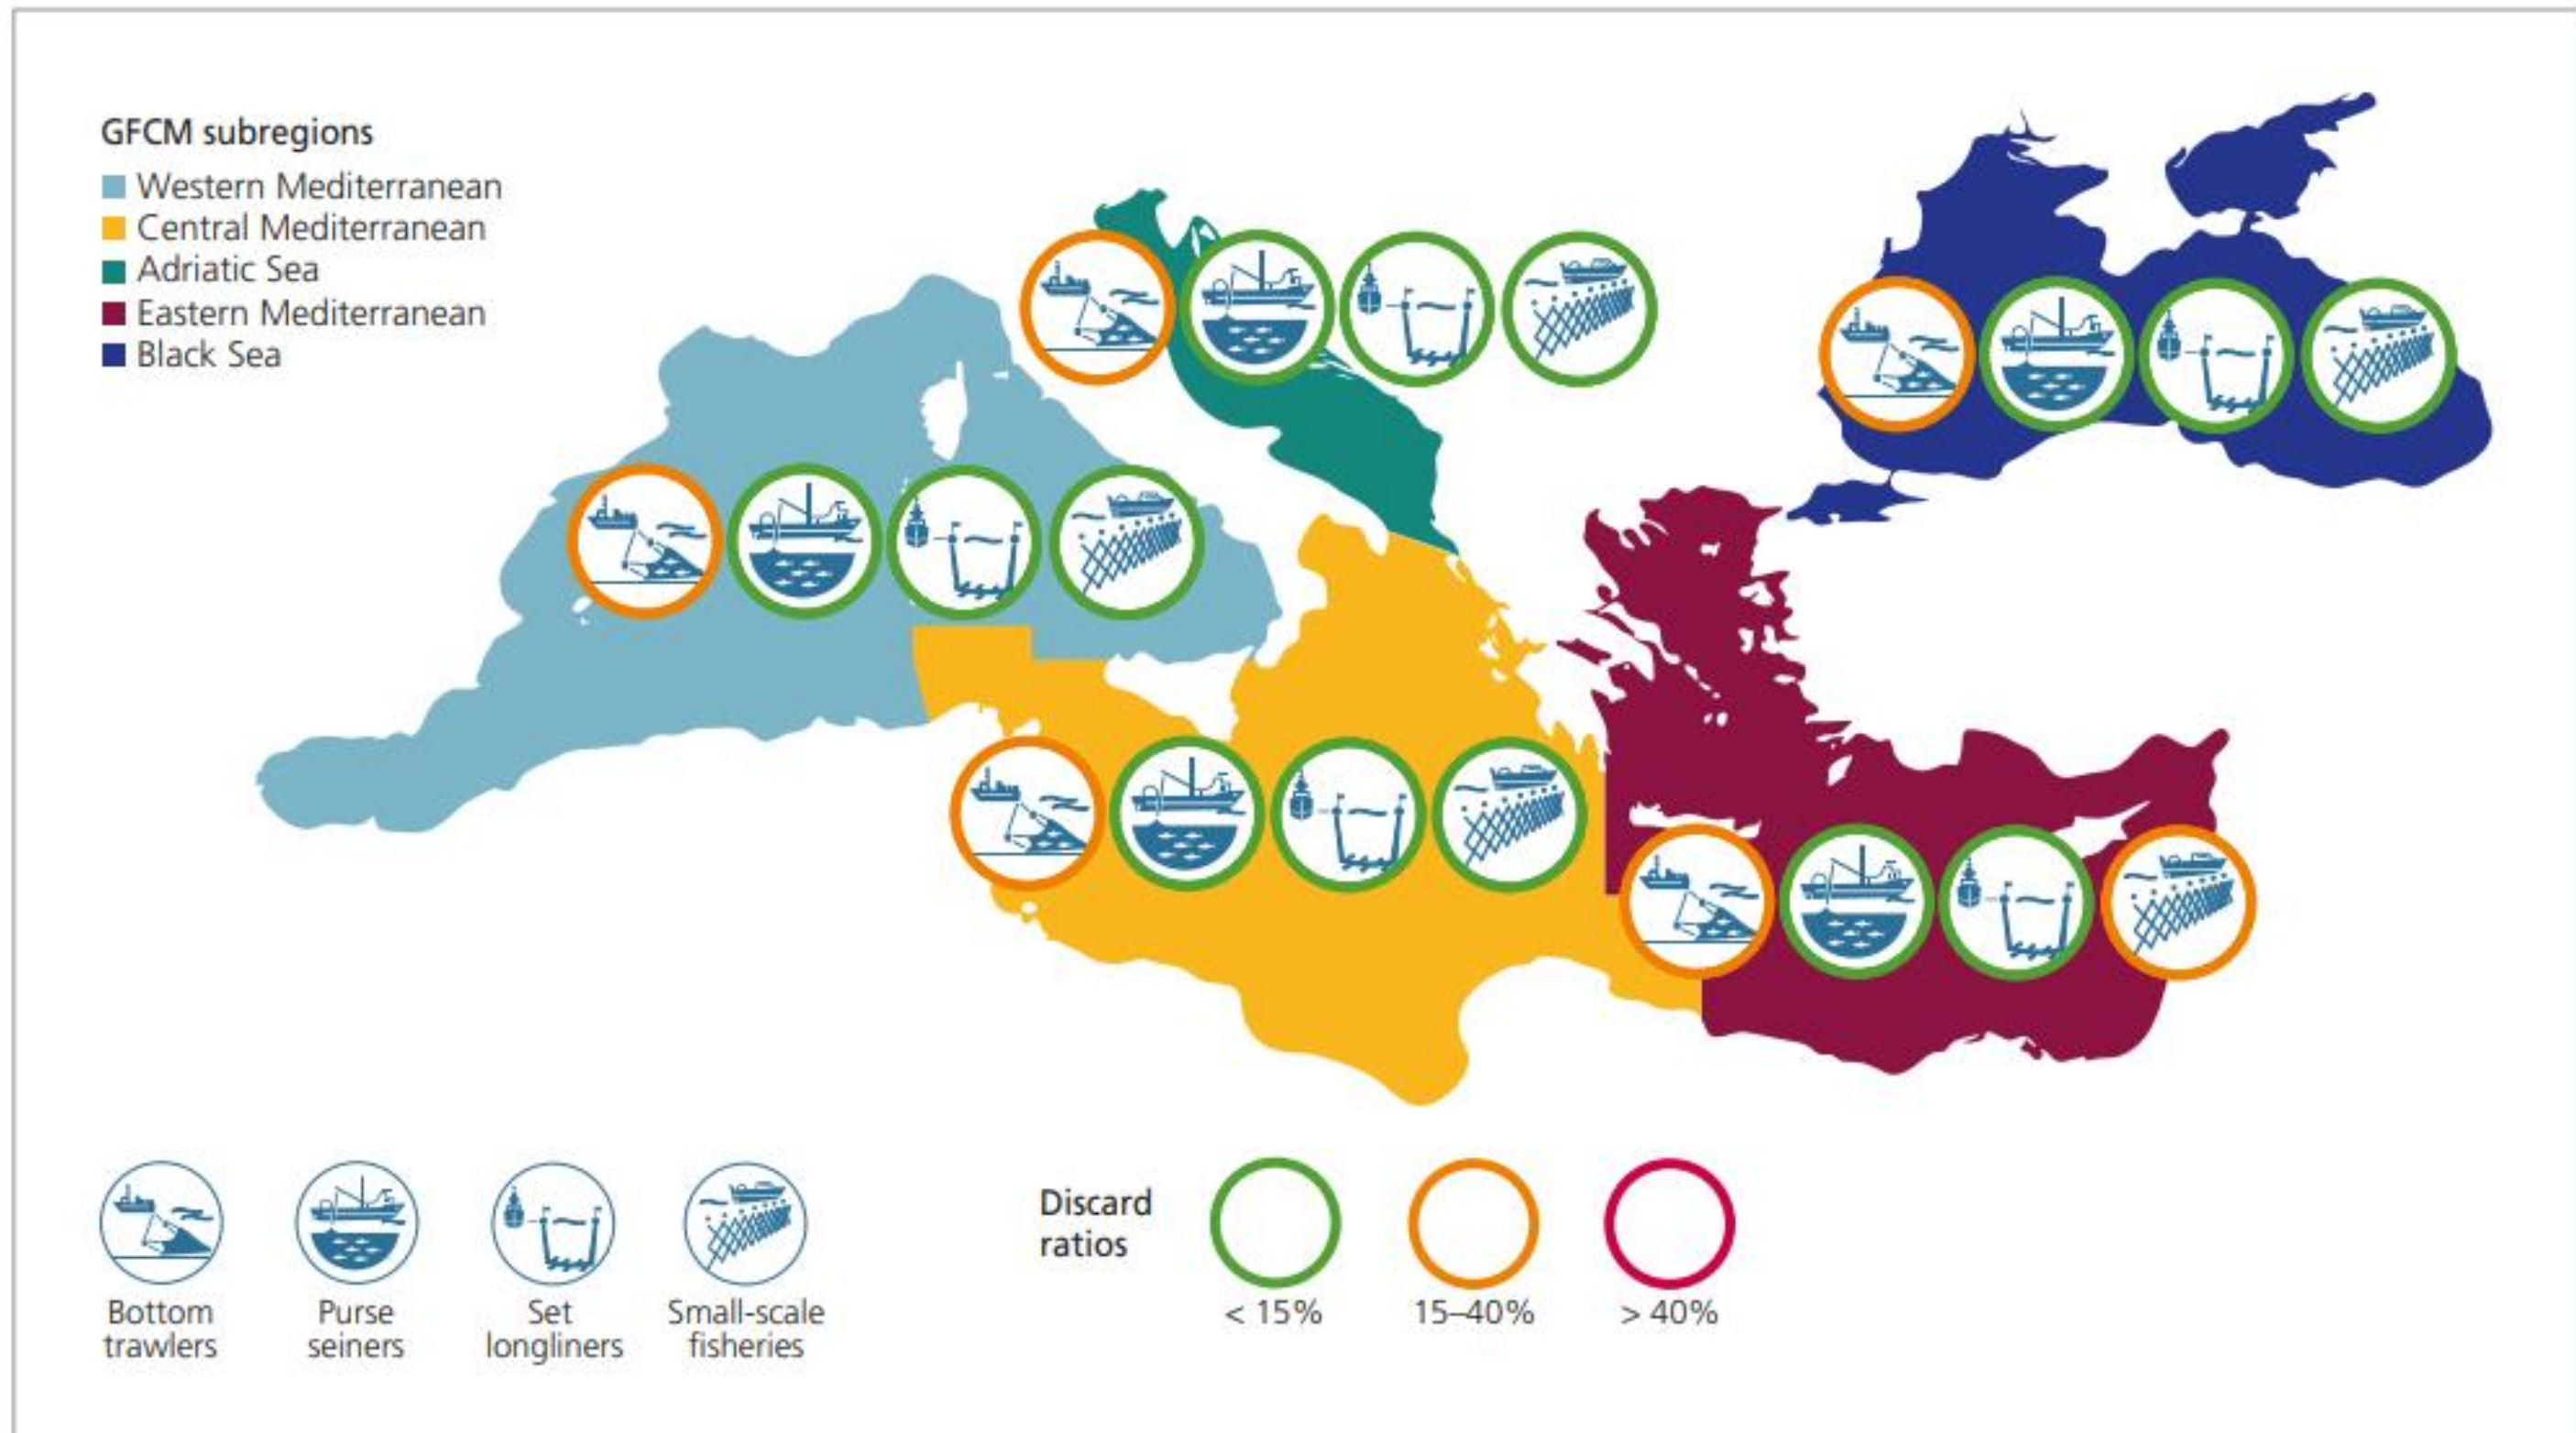 GFCM subregions
Western Mediterranean
Central Mediterranean
Adriatic Sea
Eastern Mediterranean
Black Sea
Bottom
trawlers
Purse
seiners
Set
longliners
Small-scale
fisheries
Discard
ratios
< 15%
15–40%
> 40%